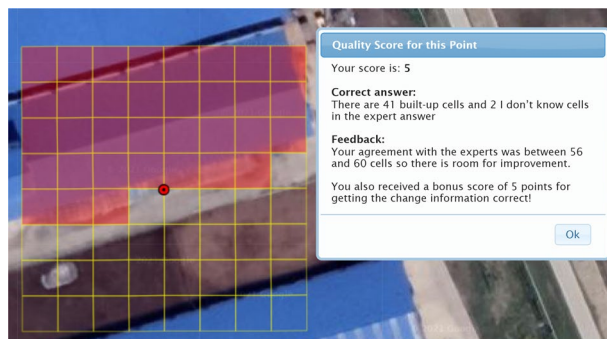 Quality Score for this Point
Your score is: 5
Correct answer:
There are 41 built-up cells and 2 I don't know cells
in the expert answer
Feedback:
Your agreement with the experts was between 56
and 60 cells so there is room for improvement.
You also received a bonus score of 5 points for
getting the change information correct!
Ok